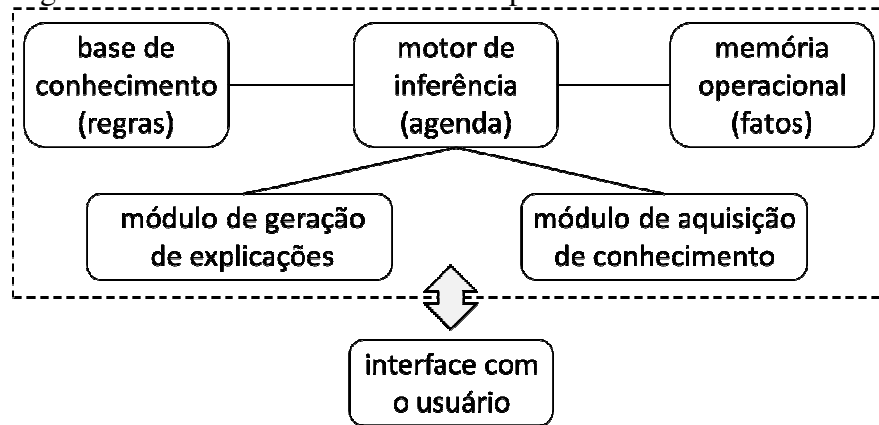 base de
conhecimento
(regras)
motor de
inferência
(agenda)
memória
operacional
(fatos)
módulo de geração
de explicações
módulo de aquisição
de conhecimento
interface com
o usuário